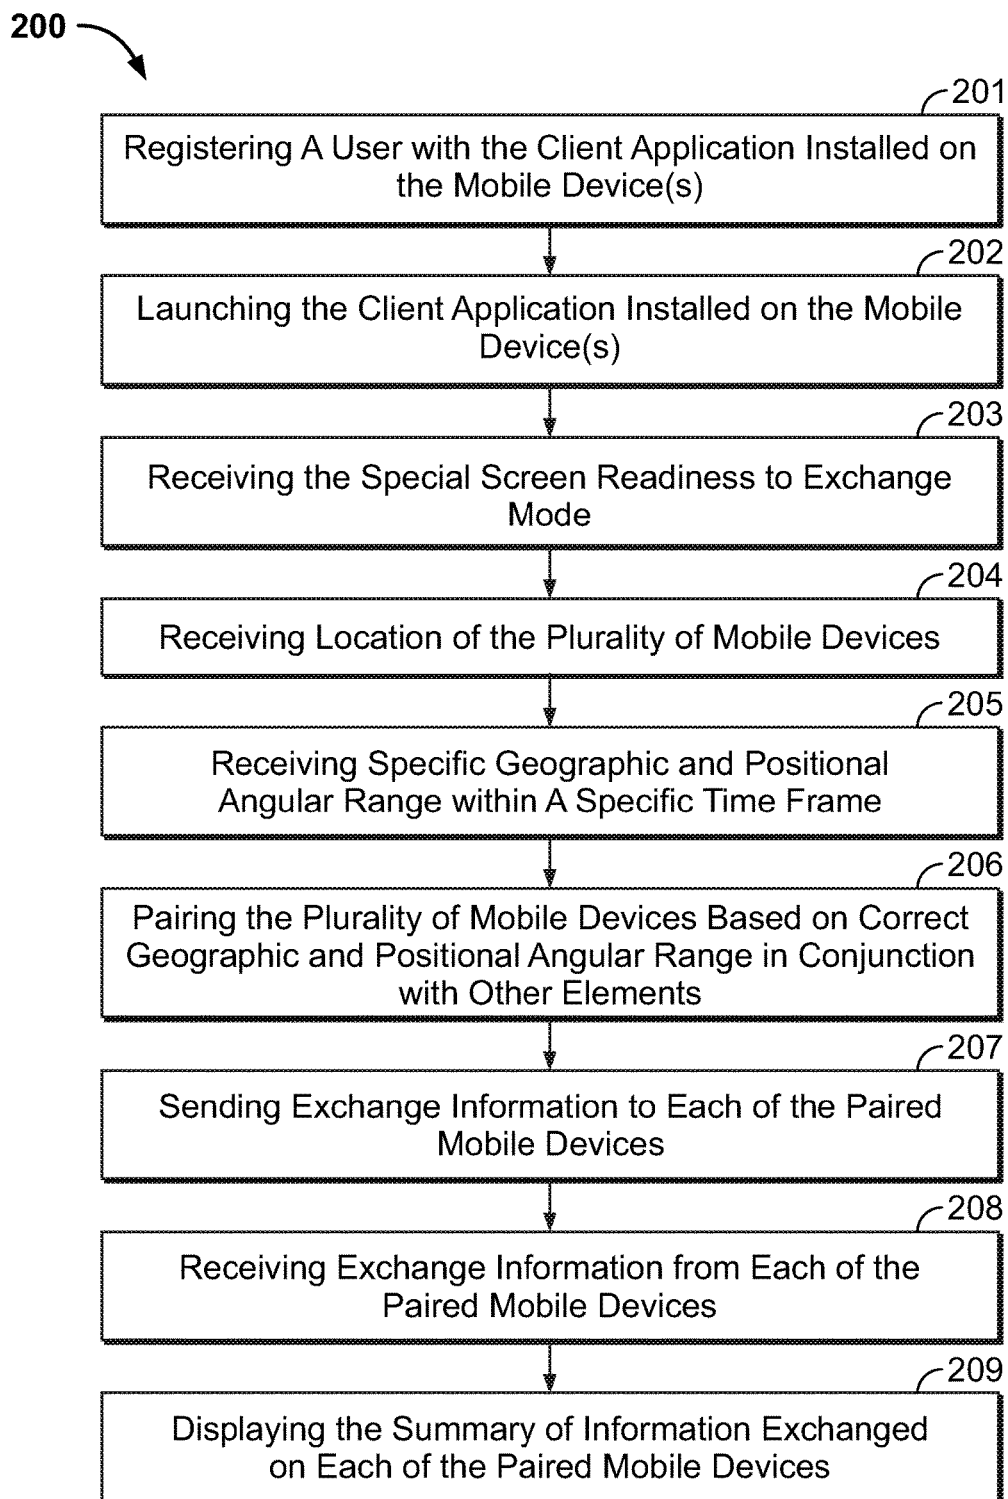 200
201
Registering A User with the Client Application Installed on
the Mobile Device(s)
202
Launching the Client Application Installed on the Mobile
Device(s)
203
Receiving the Special Screen Readiness to Exchange
Mode
204
Receiving Location of the Plurality of Mobile Devices
205
Receiving Specific Geographic and Positional
Angular Range within A Specific Time Frame
206
Pairing the Plurality of Mobile Devices Based on Correct
Geographic and Positional Angular Range in Conjunction
with Other Elements
207
Sending Exchange Information to Each of the Paired
Mobile Devices
208
Receiving Exchange Information from Each of the
Paired Mobile Devices
209
Displaying the Summary of Information Exchanged
on Each of the Paired Mobile Devices